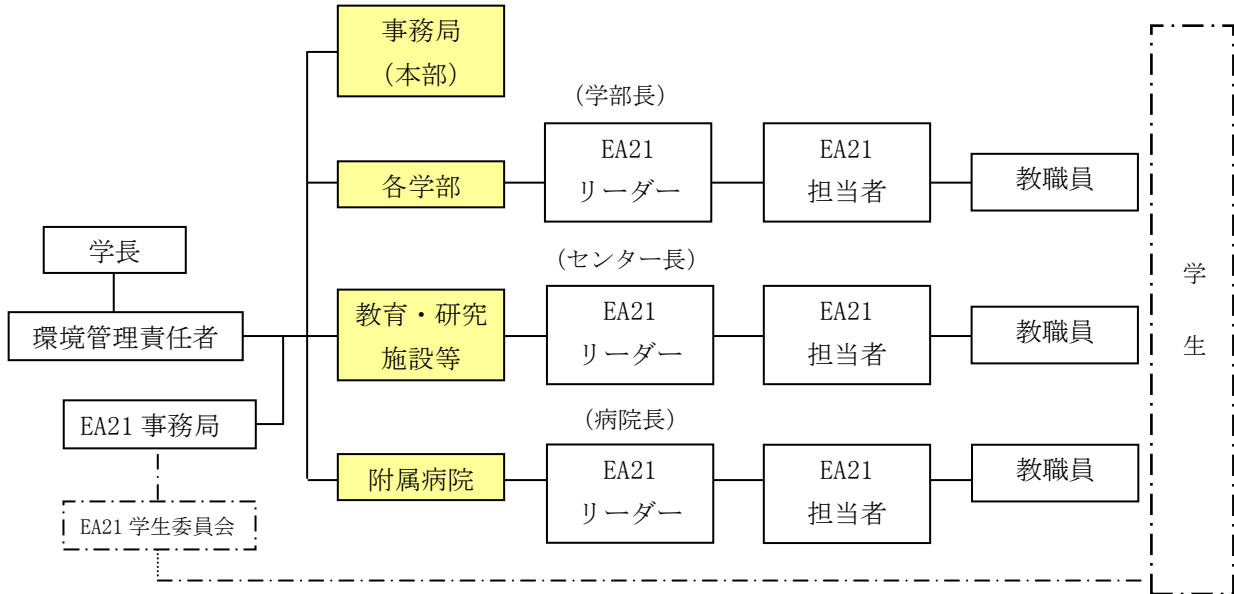 事務局
(本部)
(学部長)
EA21
リーダー
EA21
担当者
各学部
教職員
学長
(センター長)
学
生
環境管理責任者
教育・研究
施設等
EA21
リーダー
EA21
担当者
教職員
EA21 事務局
(病院長)
附属病院
EA21
リーダー
EA21
担当者
教職員
EA21 学生委員会